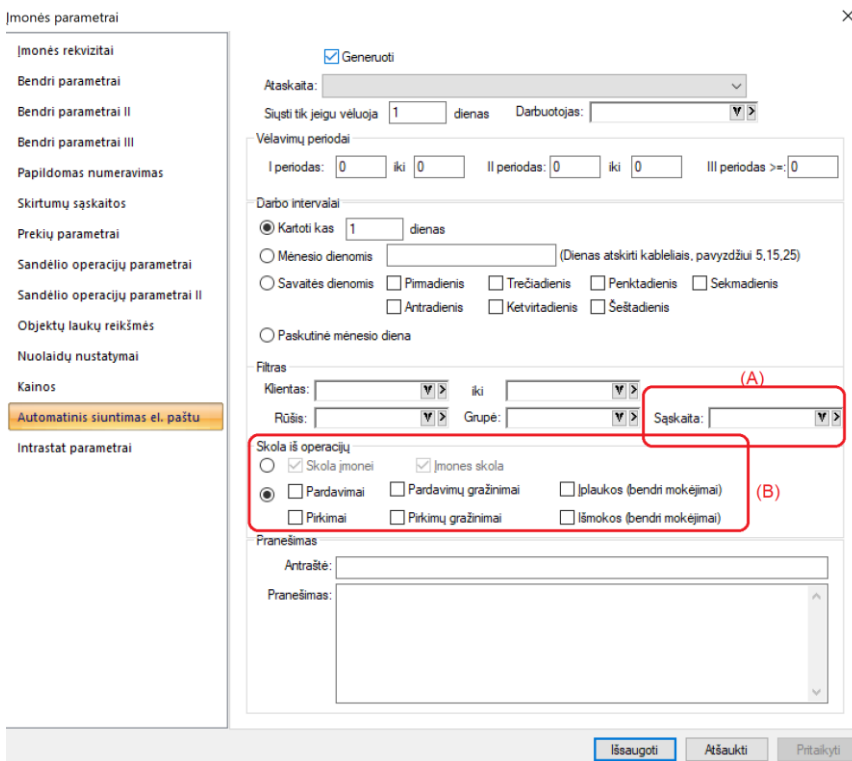 Įmonės parametrai
Įmonės rekvizitai
Bendri parametrai
Bendri parametrai II
Bendri parametrai III
Papildomas numeravimas
Skirtumų sąskaitos
Prekių parametrai
Sandėlio operacijų parametrai
Sandėlio operacijų parametrai II
Objektų laukų reikšmės
Nuolaidų nustatymai
Kainos
Automatinis siuntimas el. paštu
Intrastat parametrai
Generuoti
Ataskaita:
Siųsti tik jeigu vėluoja 1 dienas Darbuotojas:
Vėlavimų periodai
I periodas: 0 iki 0 II periodas: 0 iki 0 III periodas >=: 0
Darbo intervalai
Kartoti kas 1 dienas
Mėnesio dienomis (Dienas atskirti kableliais, pavyzdžiui 5,15,25)
Savaitės dienomis Pirmadienis Trečiadienis Penktadienis Sekmadienis
Antradienis Ketvirtadienis Šeštadienis
Paskutinė mėnesio diena
Filtras
(A)
Klientas: iki
Rūšis: Grupė: Sąskaita:
Skola iš operacijų
Skola įmonei Įmones skola
Pardavimai Pardavimų gražinimai Įplaukos (bendri mokėjimai)
(B)
Pirkimai Pirkimų gražinimai Išmokos (bendri mokėjimai)
Pranešimas
Antraštė:
Pranešimas:
Išsaugoti Atšaukti Pritaikyti